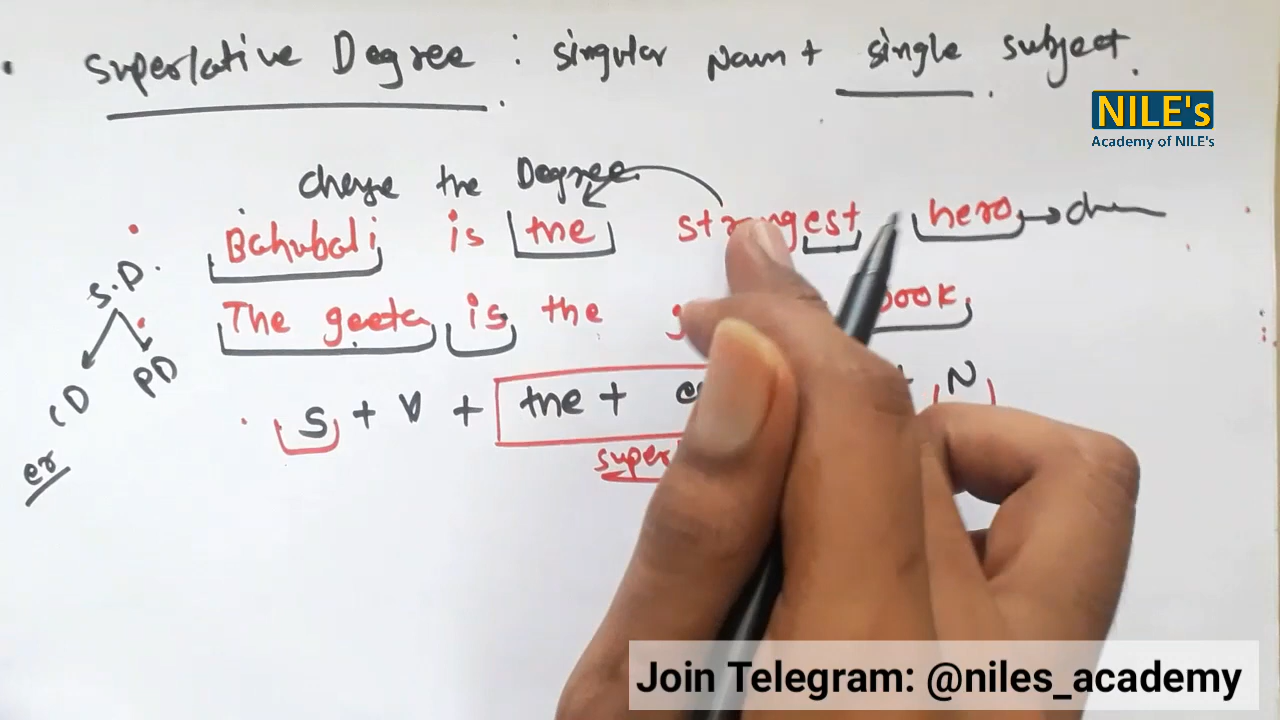 superlative Degree : singular Noun + single subject.
NILE's
Academy of NILE's
change the Degree
Bahubali is the strongest hero
S.D.
The geeta is the book
CD PD
S + V + the + + N
er
Join Telegram: @niles_academy